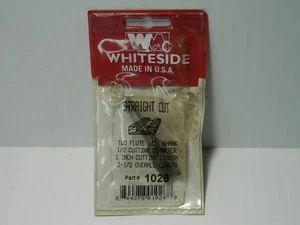 WHITESIDE
MADE IN U.S.A.
STRAIGHT CUT
TWO FLUTE SHANK
1/2 CUTTING DIAMETER
1 INCH CUTTING LENGTH
2-1/2 OVERALL LENGTH
Part # 1026